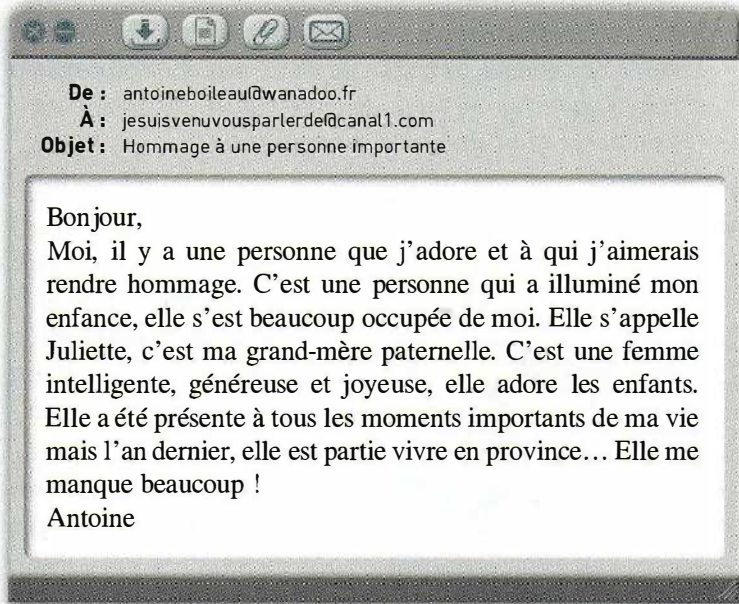 De : antoineboileau@wanadoo.fr
À : jesuisvenuvousparlerde@canal1.com
Objet : Hommage à une personne importante
Bonjour,
Moi, il y a une personne que j’adore et à qui j’aimerais
rendre hommage. C’est une personne qui a illuminé mon
enfance, elle s’est beaucoup occupée de moi. Elle s’appelle
Juliette, c’est ma grand-mère paternelle. C’est une femme
intelligente, généreuse et joyeuse, elle adore les enfants.
Elle a été présente à tous les moments importants de ma vie
mais l’an dernier, elle est partie vivre en province… Elle me
manque beaucoup !
Antoine